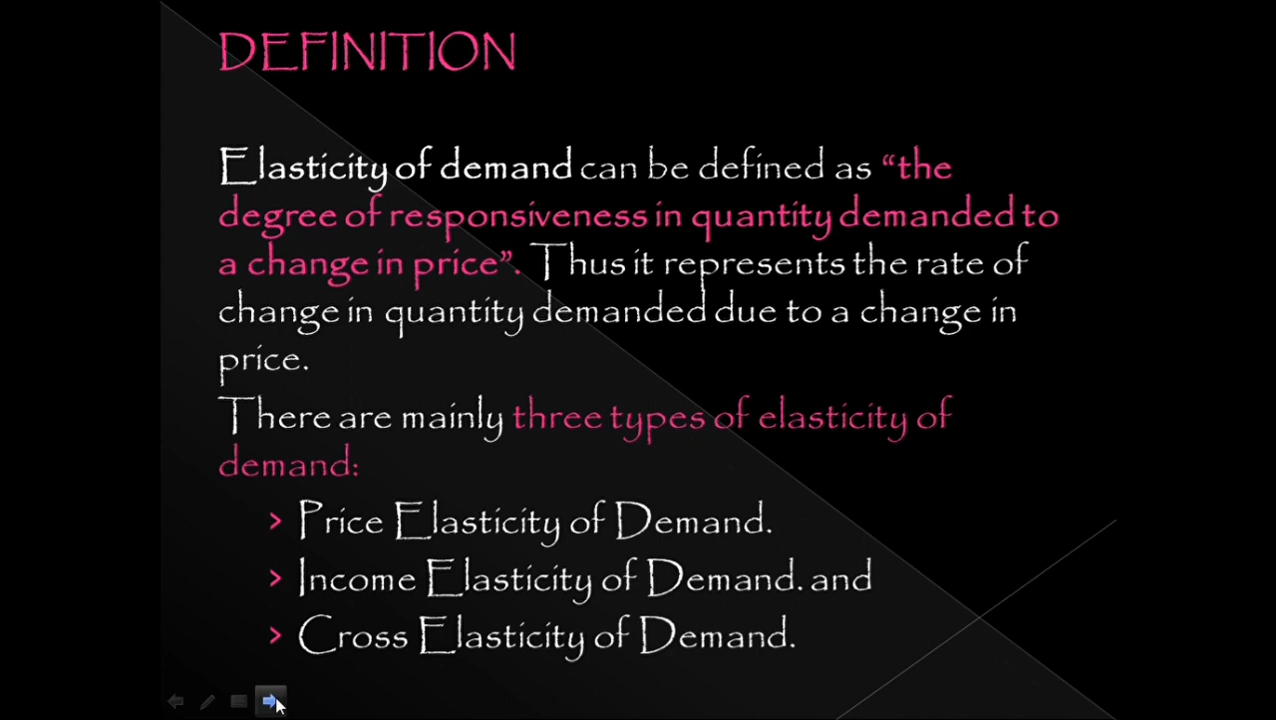 DEFINITION
Elasticity of demand can be defined as “the
degree of responsiveness in quantity demanded to
a change in price”. Thus it represents the rate of
change in quantity demanded due to a change in
price.
There are mainly three types of elasticity of
demand:
> Price Elasticity of Demand.
> Income Elasticity of Demand. and
> Cross Elasticity of Demand.